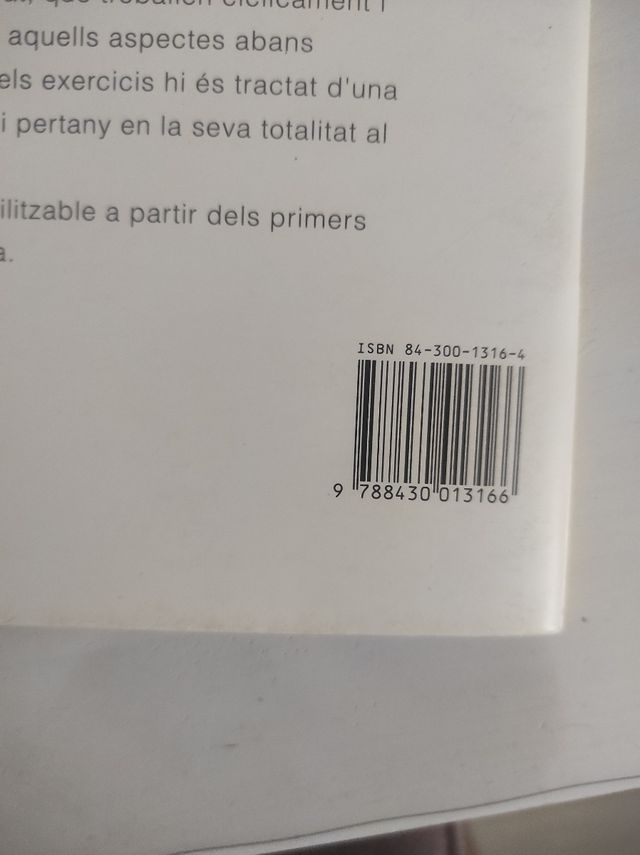 aquells aspectes abans
els exercicis hi és tractat d'una
i pertany en la seva totalitat al
ilitzable a partir dels primers
a.
ISBN 84-300-1316-4
9 788430 013166